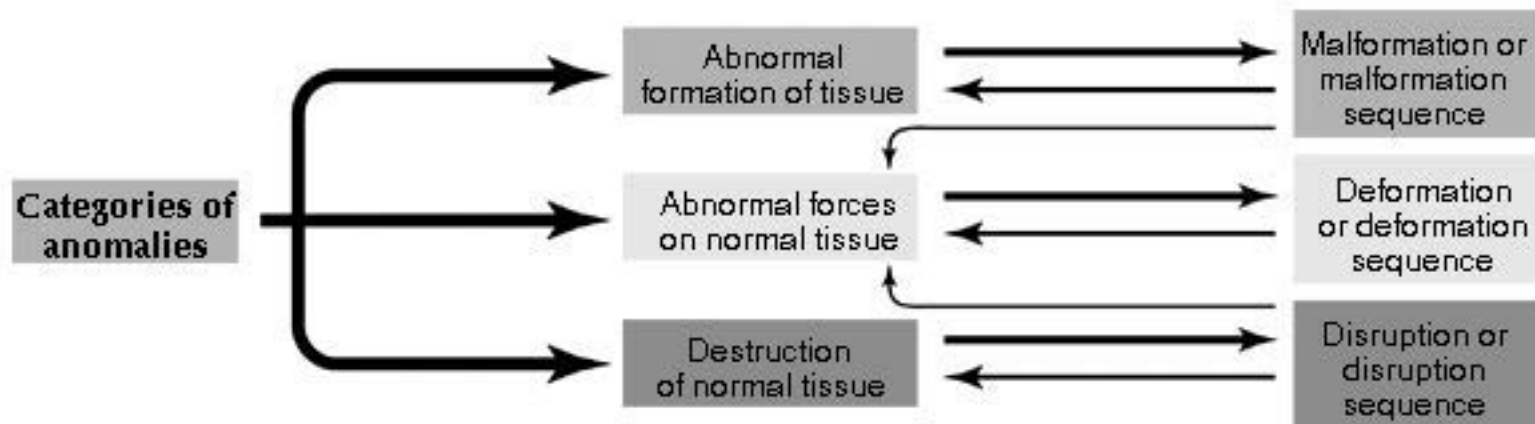 Categories of
anomalies
Abnormal
formation of tissue
Malformation or
malformation
sequence
Abnormal forces
on normal tissue
Deformation
or deformation
sequence
Destruction
of normal tissue
Disruption or
disruption
sequence